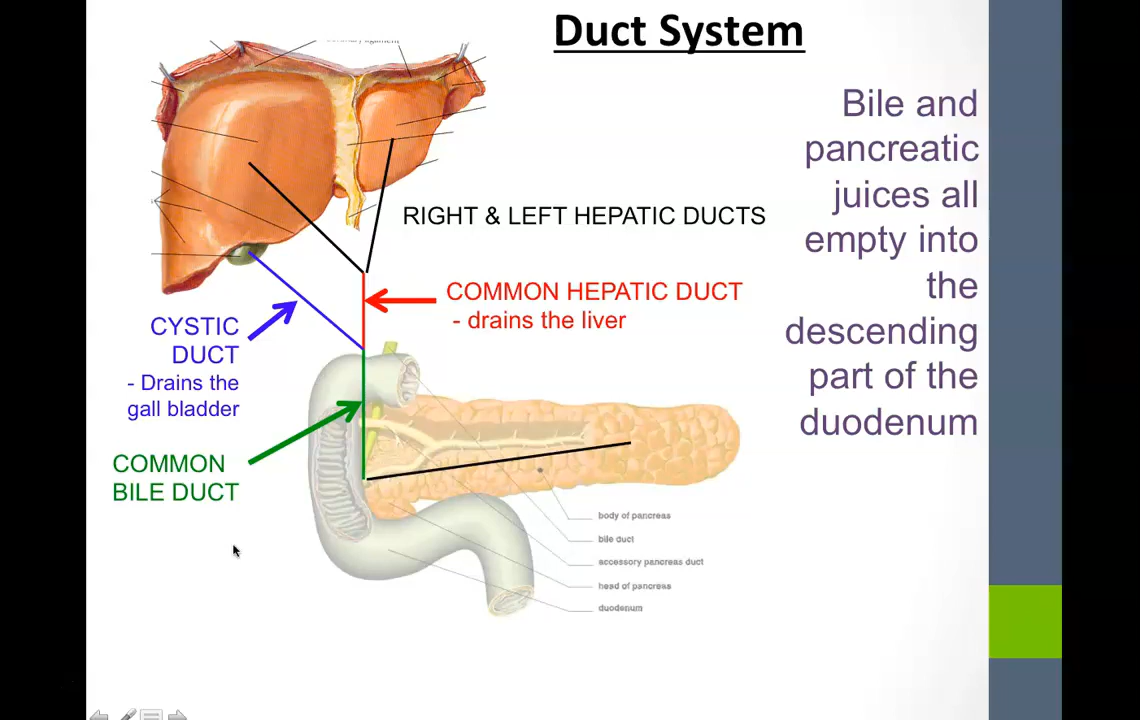 Duct System
Bile and
pancreatic
juices all
empty into
the
descending
part of the
duodenum
RIGHT & LEFT HEPATIC DUCTS
COMMON HEPATIC DUCT
- drains the liver
CYSTIC
DUCT
- Drains the
gall bladder
COMMON
BILE DUCT
body of pancreas
bile duct
accessory pancreas duct
head of pancreas
duodenum